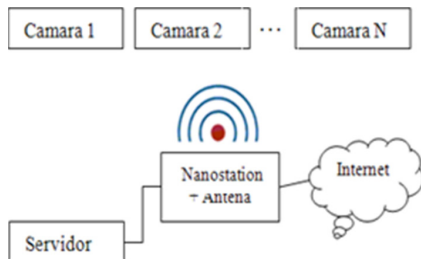 Camara 1
Camara 2
...
Camara N
Nanostation
+ Antena
Internet
Servidor